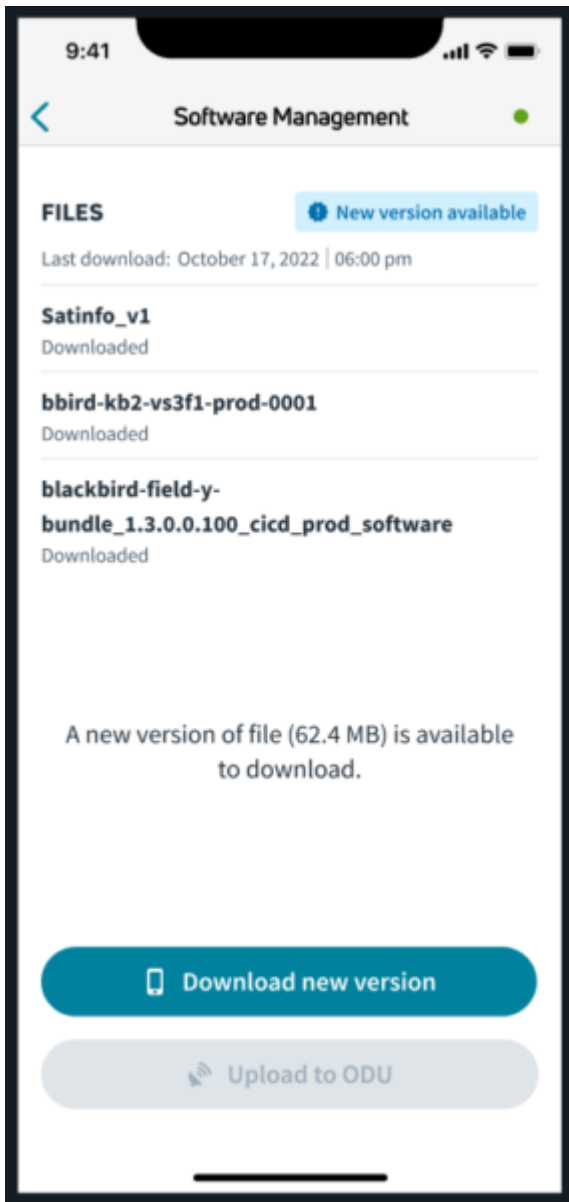 9:41
Software Management
FILES
New version available
Last download: October 17, 2022 | 06:00 pm
Satinfo_v1
Downloaded
bbird-kb2-vs3f1-prod-0001
Downloaded
blackbird-field-y-
bundle_1.3.0.0.100_cicd_prod_software
Downloaded
A new version of file (62.4 MB) is available
to download.
Download new version
Upload to ODU